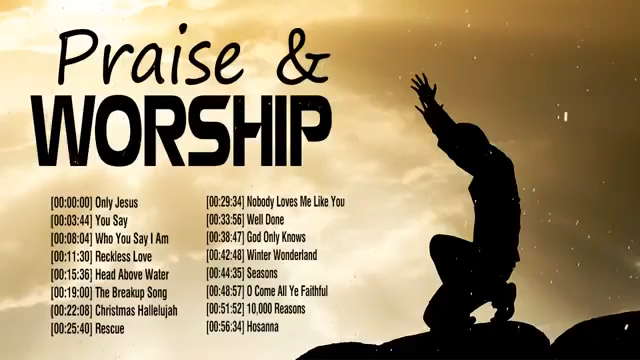 Praise &
WORSHIP
[00:00:00] Only Jesus
[00:03:44] You Say
[00:08:04] Who You Say I Am
[00:11:30] Reckless Love
[00:15:36] Head Above Water
[00:19:00] The Breakup Song
[00:22:08] Christmas Hallelujah
[00:25:40] Rescue
[00:29:34] Nobody Loves Me Like You
[00:33:56] Well Done
[00:38:47] God Only Knows
[00:42:48] Winter Wonderland
[00:44:35] Seasons
[00:48:57] O Come All Ye Faithful
[00:51:52] 10,000 Reasons
[00:56:34] Hosanna